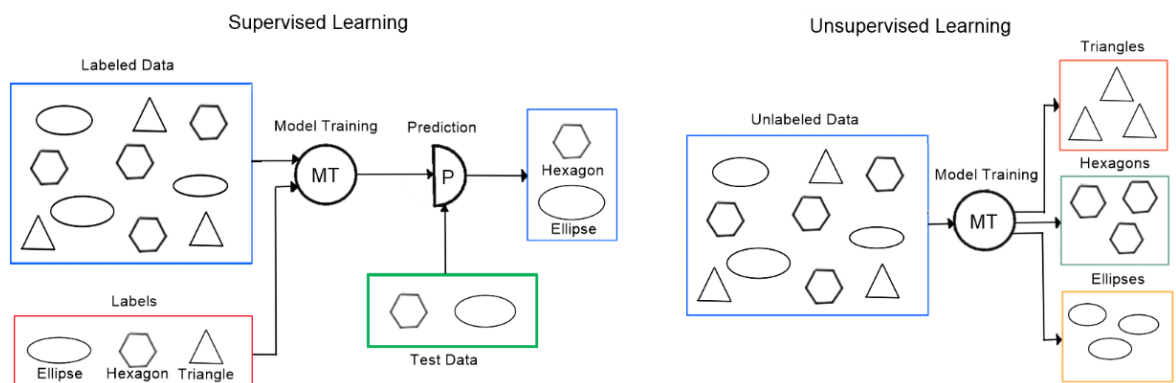 Supervised Learning
Labeled Data
Model Training
Prediction
MT
P
Hexagon
Ellipse
Labels
Ellipse Hexagon Triangle
Test Data
Unsupervised Learning
Unlabeled Data
Model Training
MT
Triangles
Hexagons
Ellipses